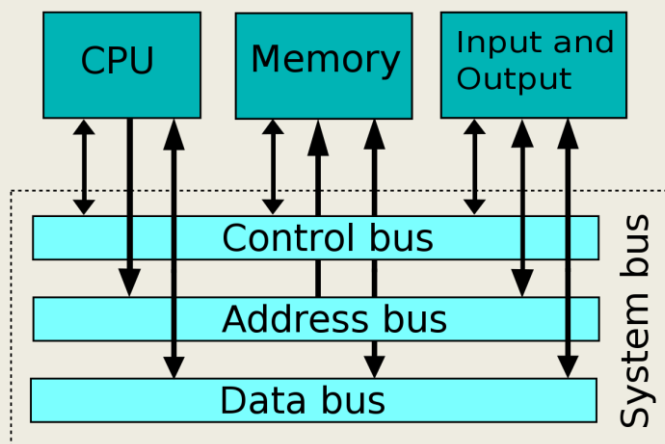 CPU
Memory
Input and
Output
Control bus
Address bus
Data bus
System bus